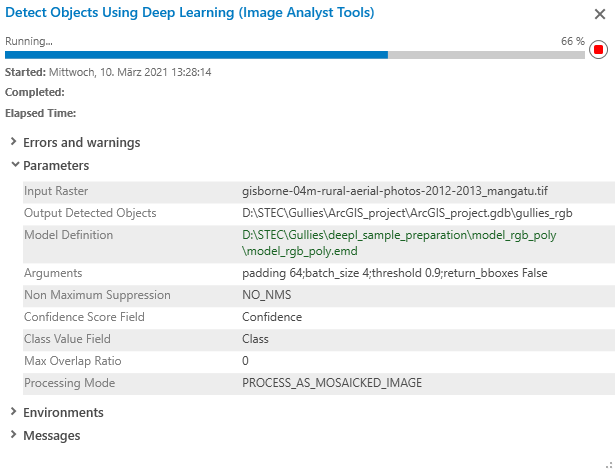 Detect Objects Using Deep Learning (Image Analyst Tools)
Running... 66 %
Started: Mittwoch, 10. März 2021 13:28:14
Completed:
Elapsed Time:
Errors and warnings
Parameters
Input Raster gisborne-04m-rural-aerial-photos-2012-2013_mangatu.tif
Output Detected Objects D:\STEC\Gullies\ArcGIS_project\ArcGIS_project.gdb\gullies_rgb
Model Definition D:\STEC\Gullies\deepl_sample_preparation\model_rgb_poly
\model_rgb_poly.emd
Arguments padding 64;batch_size 4;threshold 0.9;return_bboxes False
Non Maximum Suppression NO_NMS
Confidence Score Field Confidence
Class Value Field Class
Max Overlap Ratio 0
Processing Mode PROCESS_AS_MOSAICKED_IMAGE
Environments
Messages